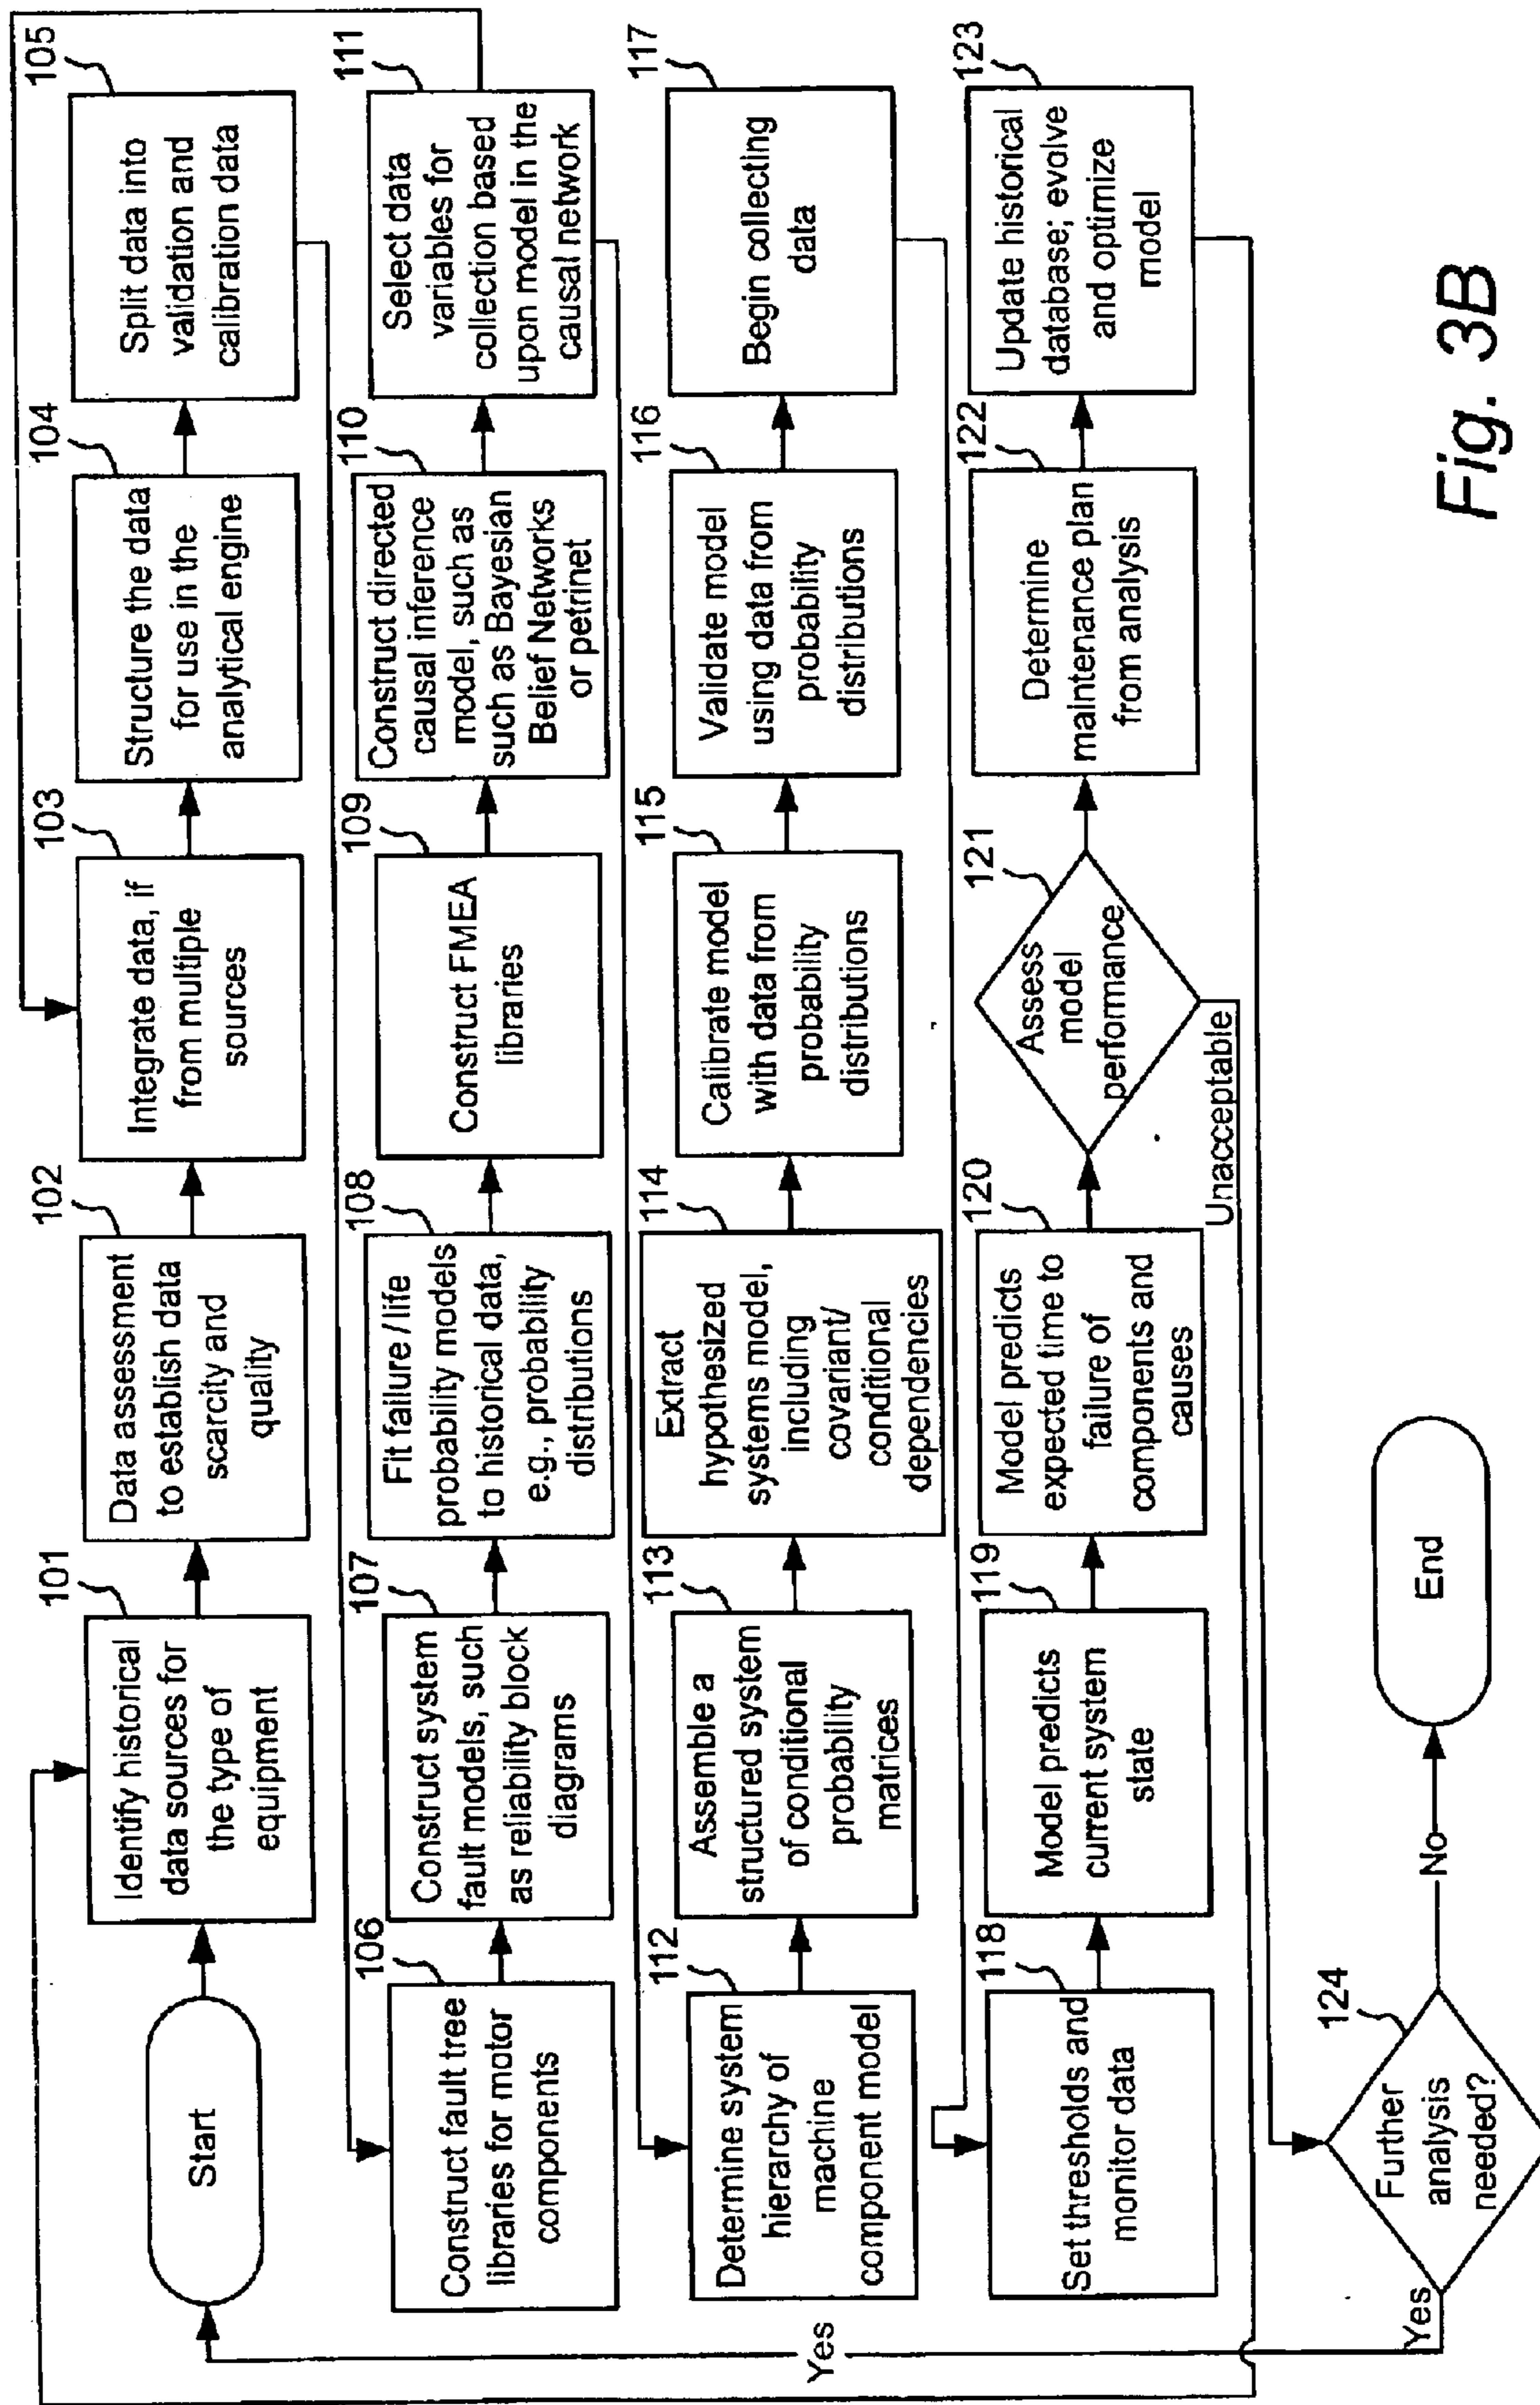 Start
101
Identify historical
data sources for
the type of
equipment
102
Data assessment
to establish data
scarcity and
quality
103
Integrate data, if
from multiple
sources
104
Structure the data
for use in the
analytical engine
105
Split data into
validation and
calibration data
106
Construct fault tree
libraries for motor
components
107
Construct system
fault models, such
as reliability block
diagrams
108
Fit failure / life
probability models
to historical data,
e.g., probability
distributions
109
Construct FMEA
libraries
110
Construct directed
causal inference
model, such as
such as Bayesian
Belief Networks
or petrinet
111
Select data
variables for
collection based
upon model in the
causal network
112
Determine system
hierarchy of
machine
component model
113
Assemble a
structured system
of conditional
probability
matrices
114
Extract
hypothesized
systems model,
including
covariant/
conditional
dependencies
115
Calibrate model
with data from
probability
distributions
116
Validate model
using data from
probability
distributions
117
Begin collecting
data
118
Set thresholds and
monitor data
119
Model predicts
current system
state
120
Model predicts
expected time to
failure of
components and
causes
121
Assess
model
performance
Unacceptable
122
Determine
maintenance plan
from analysis
123
Update historical
database; evolve
and optimize
model
124
Further
analysis
needed?
Yes
Yes
No
End
Fig. 3B